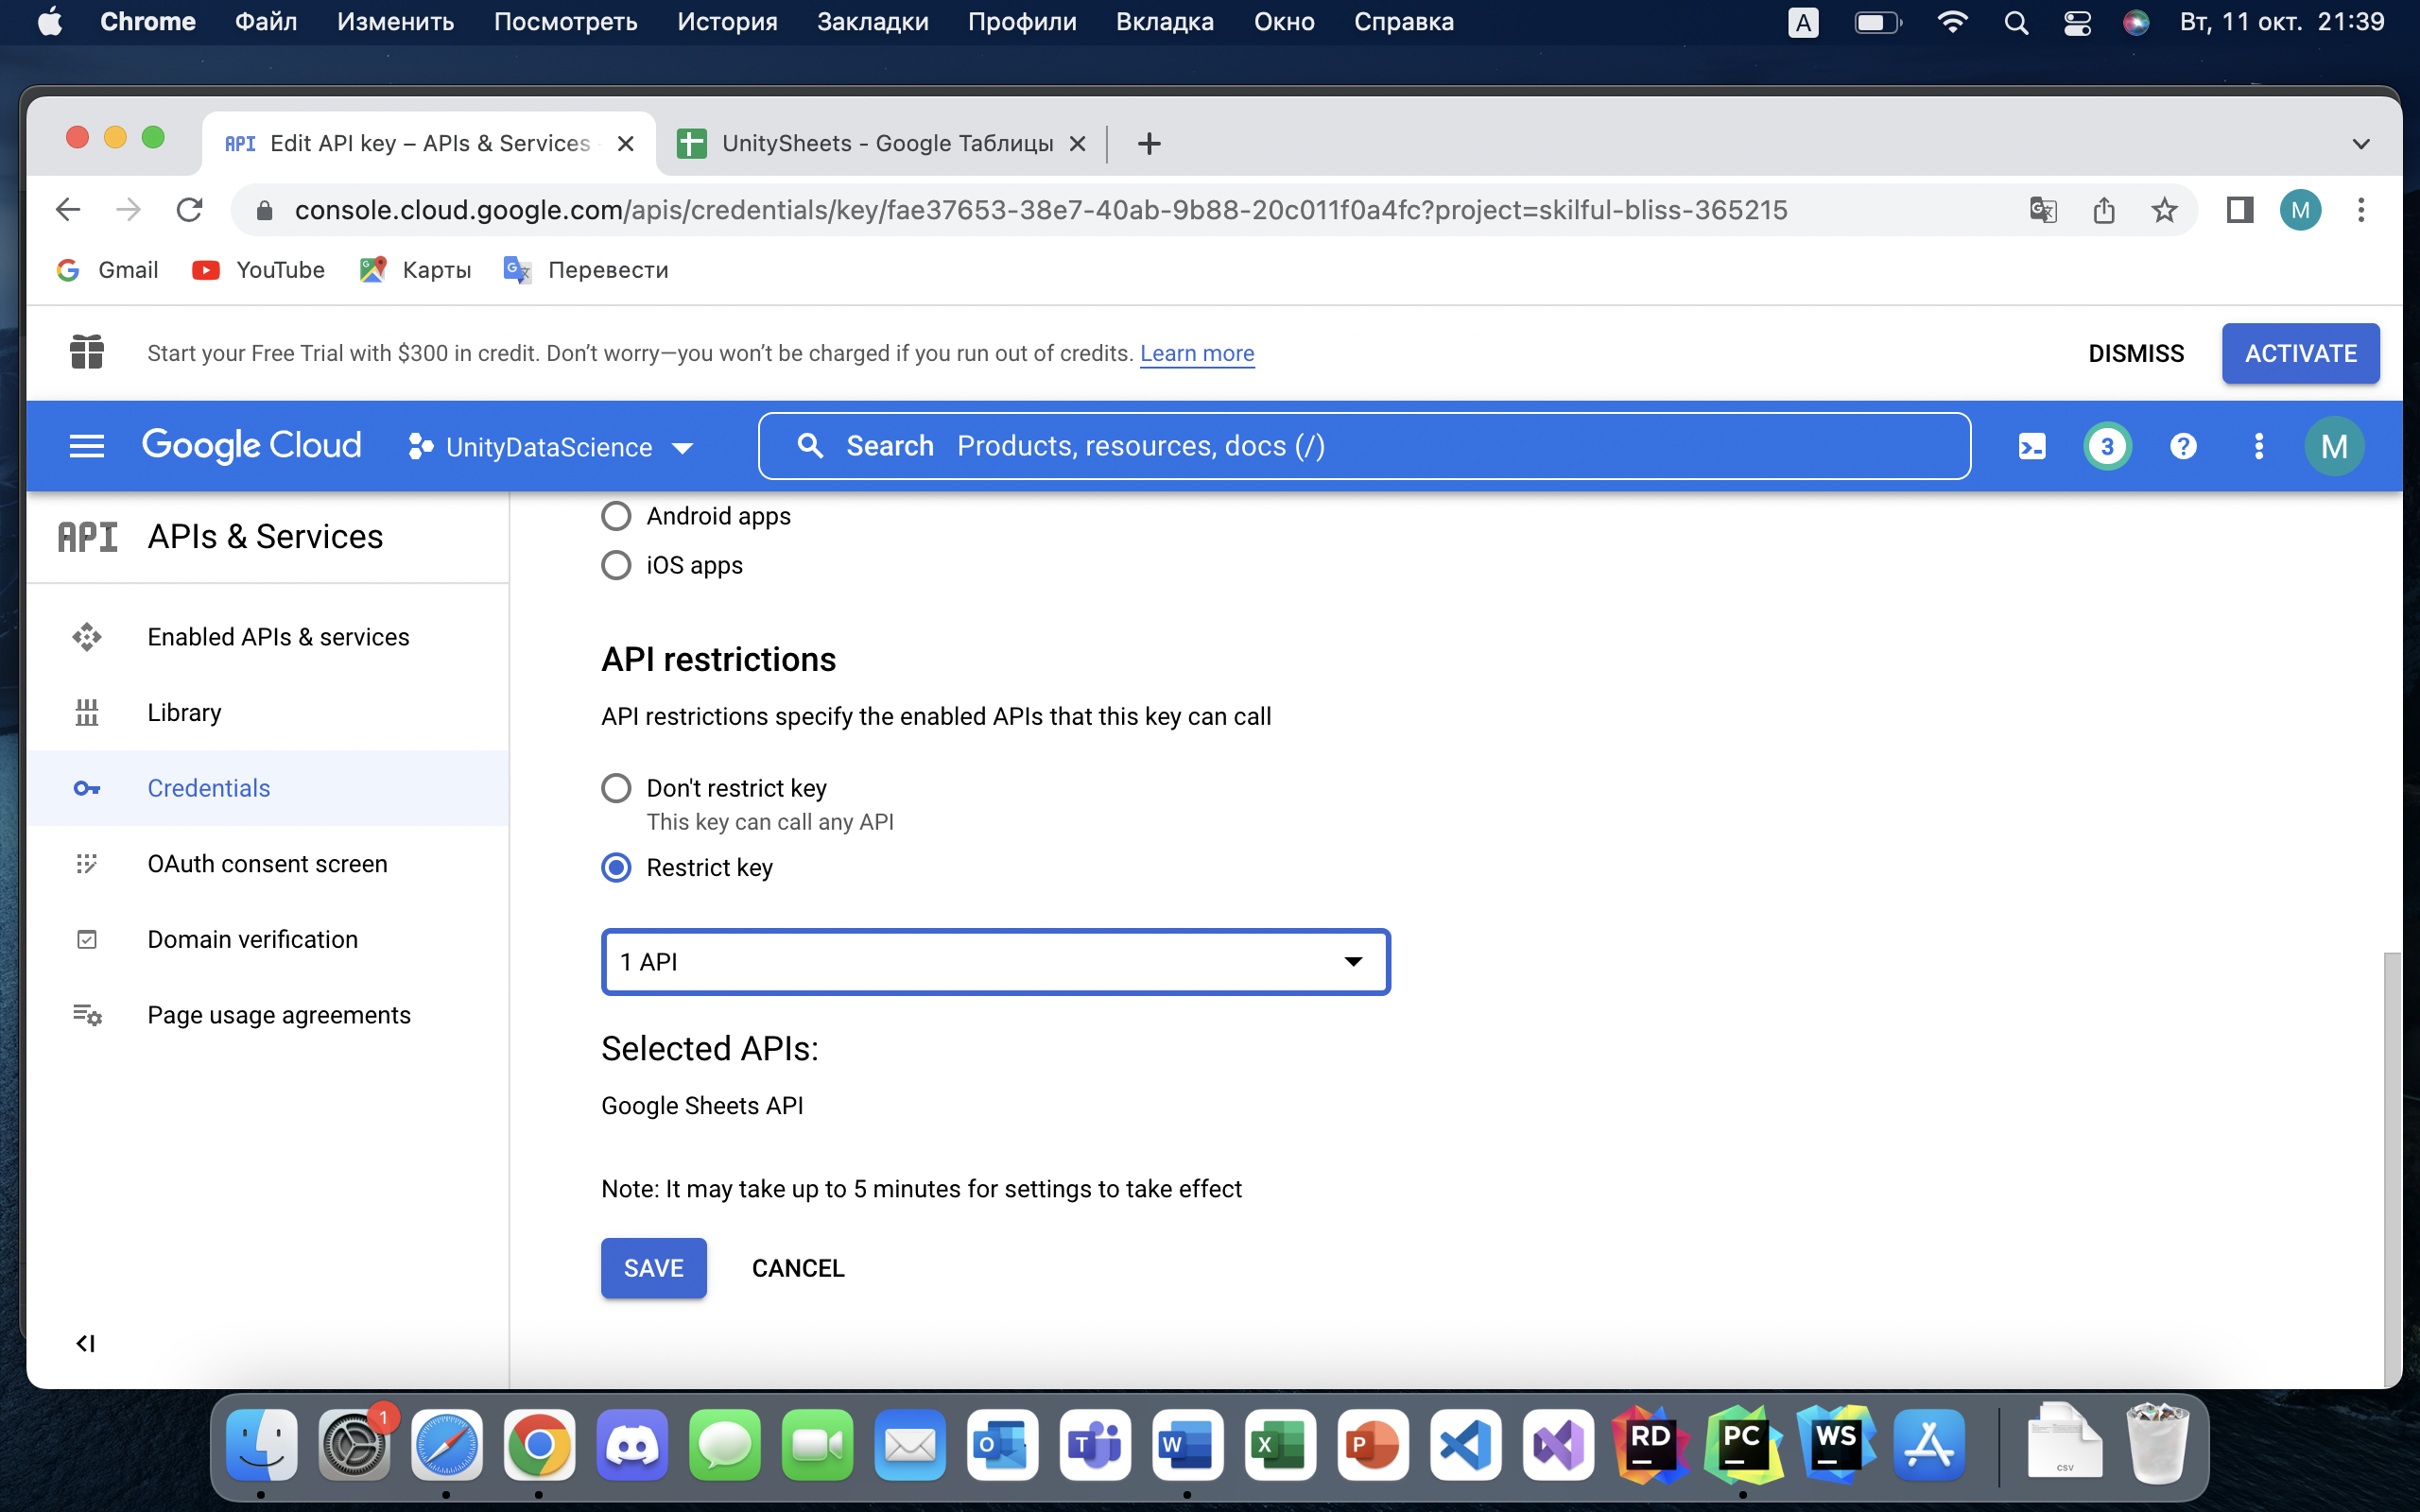 Chrome Файл Изменить Посмотреть История Закладки Профили Вкладка Окно Справка A Вт, 11 окт. 21:39
API Edit API key – APIs & Services UnitySheets - Google Таблицы
console.cloud.google.com/apis/credentials/key/fae37653-38e7-40ab-9b88-20c011f0a4fc?project=skilful-bliss-365215 M
Gmail YouTube Карты Перевести
Start your Free Trial with $300 in credit. Don’t worry—you won’t be charged if you run out of credits. Learn more DISMISS ACTIVATE
Google Cloud UnityDataScience Search Products, resources, docs (/) 3 ? M
API APIs & Services
Enabled APIs & services
Library
Credentials
OAuth consent screen
Domain verification
Page usage agreements
Android apps
iOS apps
API restrictions
API restrictions specify the enabled APIs that this key can call
Don't restrict key
This key can call any API
Restrict key
1 API
Selected APIs:
Google Sheets API
Note: It may take up to 5 minutes for settings to take effect
SAVE CANCEL
1 O T W X P RD PC WS CSV